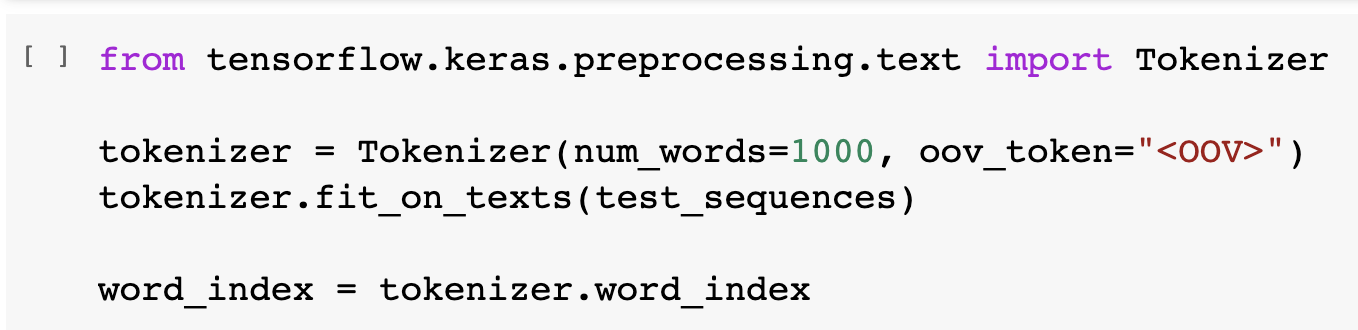 [ ] from tensorflow.keras.preprocessing.text import Tokenizer
tokenizer = Tokenizer(num_words=1000, oov_token="<OOV>")
tokenizer.fit_on_texts(test_sequences)
word_index = tokenizer.word_index